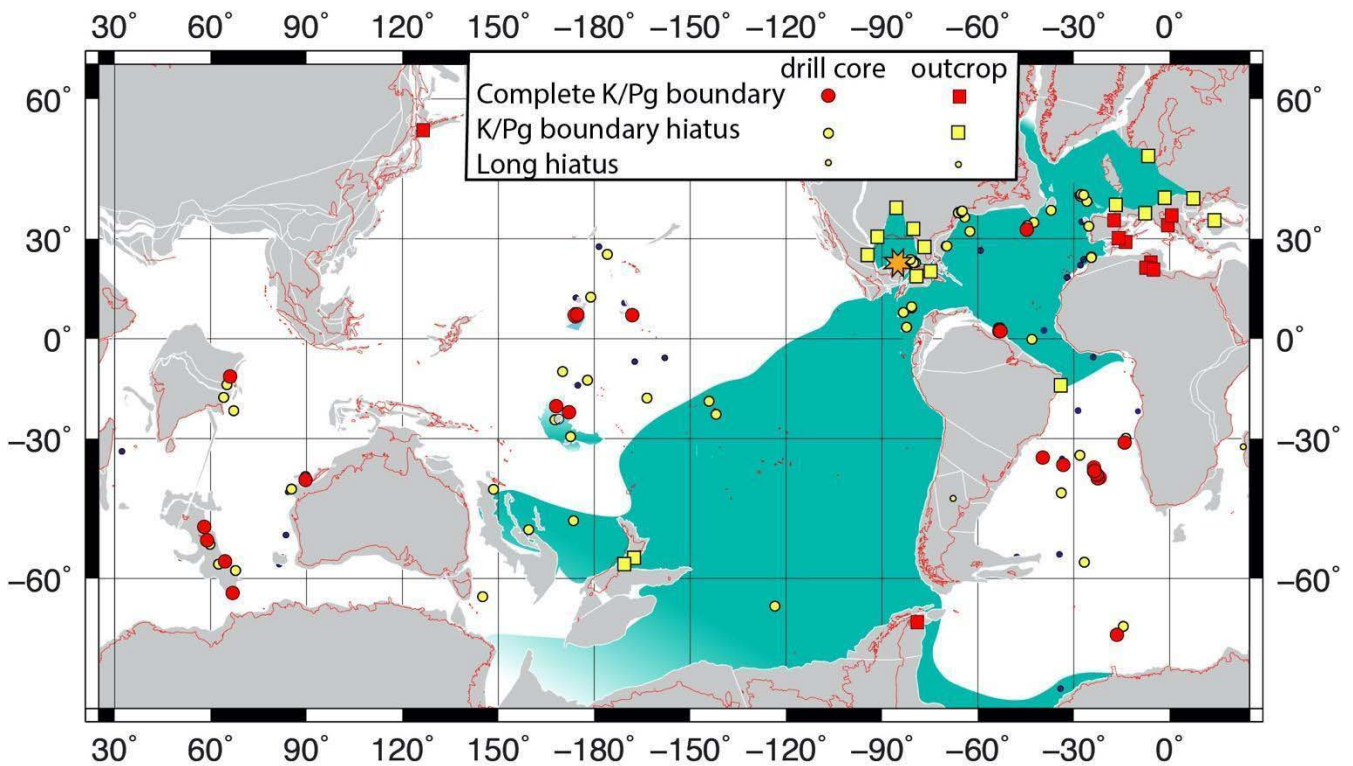 30° 60° 90° 120° 150° −180° −150° −120° −90° −60° −30° 0°
drill core outcrop
Complete K/Pg boundary
K/Pg boundary hiatus
Long hiatus
60° 60°
30° 30°
0° 0°
−30° −30°
−60° −60°
30° 60° 90° 120° 150° −180° −150° −120° −90° −60° −30° 0°